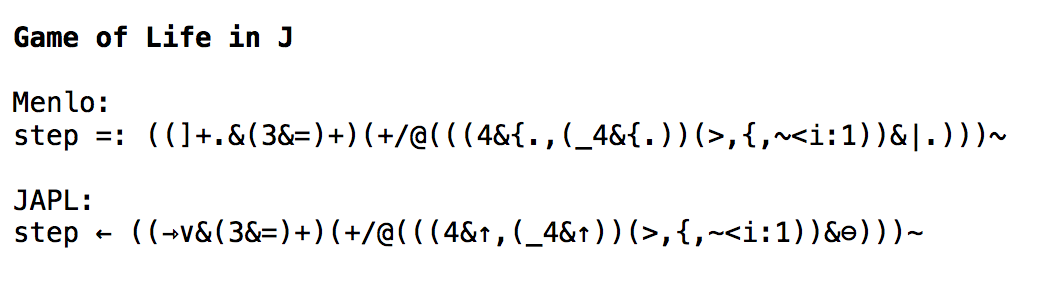 Game of Life in J
Menlo:
step =: ((]+.&(3&=)+)(+/@(((4&{.,(_4&{.))(>,{,~<i:1))&|.)))~
JAPL:
step ← ((⇾∨&(3&=)+)(+/@(((4&↑,(_4&↑))(>,{,~<i:1))&⊖)))~